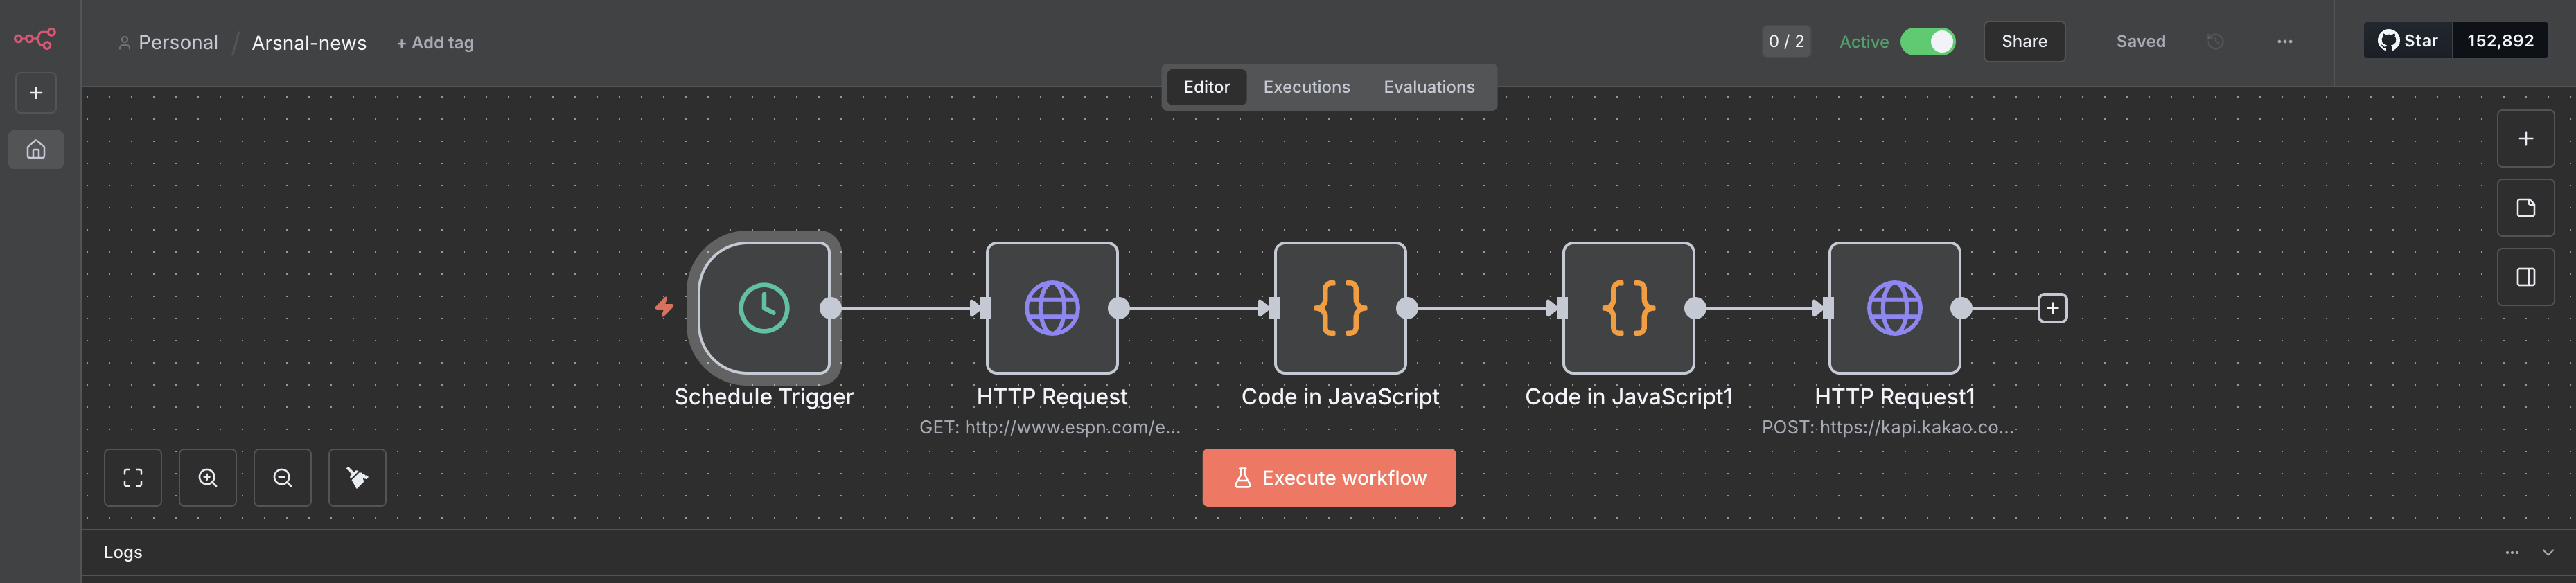 Personal / Arsnal-news + Add tag
0 / 2 Active Share Saved ... Star 152,892
Editor Executions Evaluations
Schedule Trigger HTTP Request Code in JavaScript Code in JavaScript1 HTTP Request1
GET: http://www.espn.com/e... POST: https://kapi.kakao.co...
Execute workflow
Logs